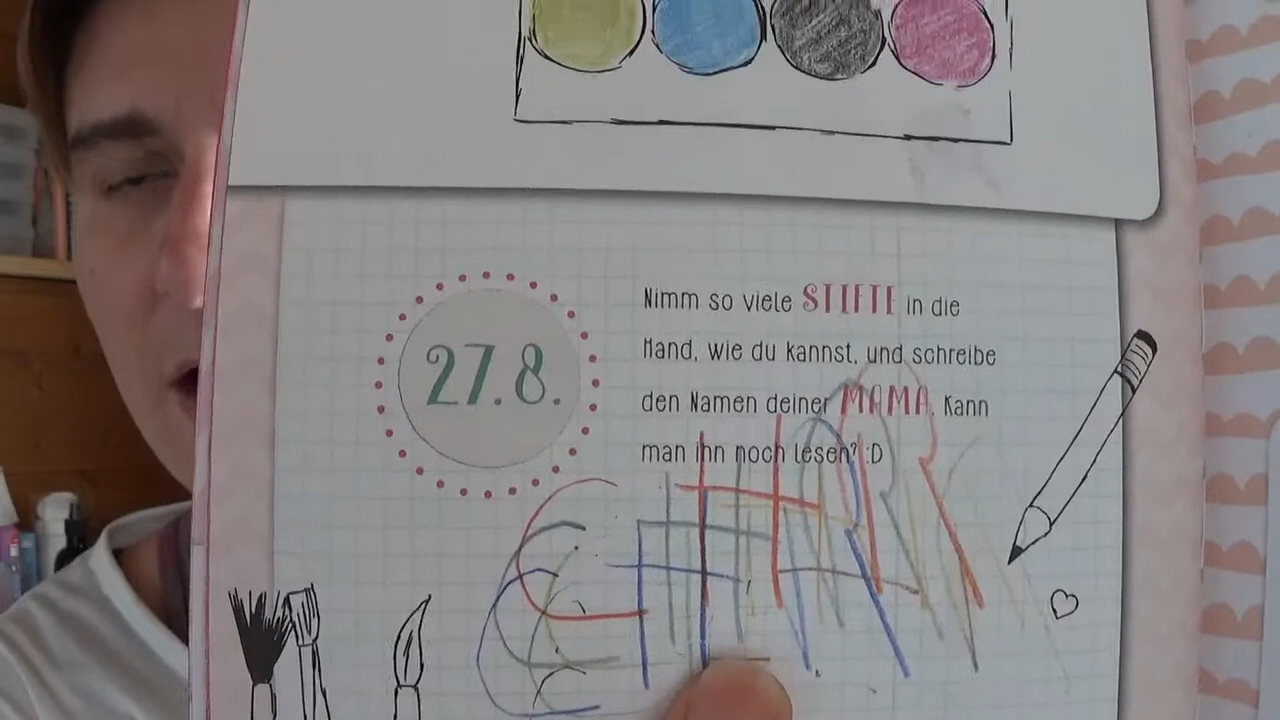 27.8.
Nimm so viele STIFTE in die
Hand, wie du kannst, und schreibe
den Namen deiner MAMA. Kann
man ihn noch lesen? :D